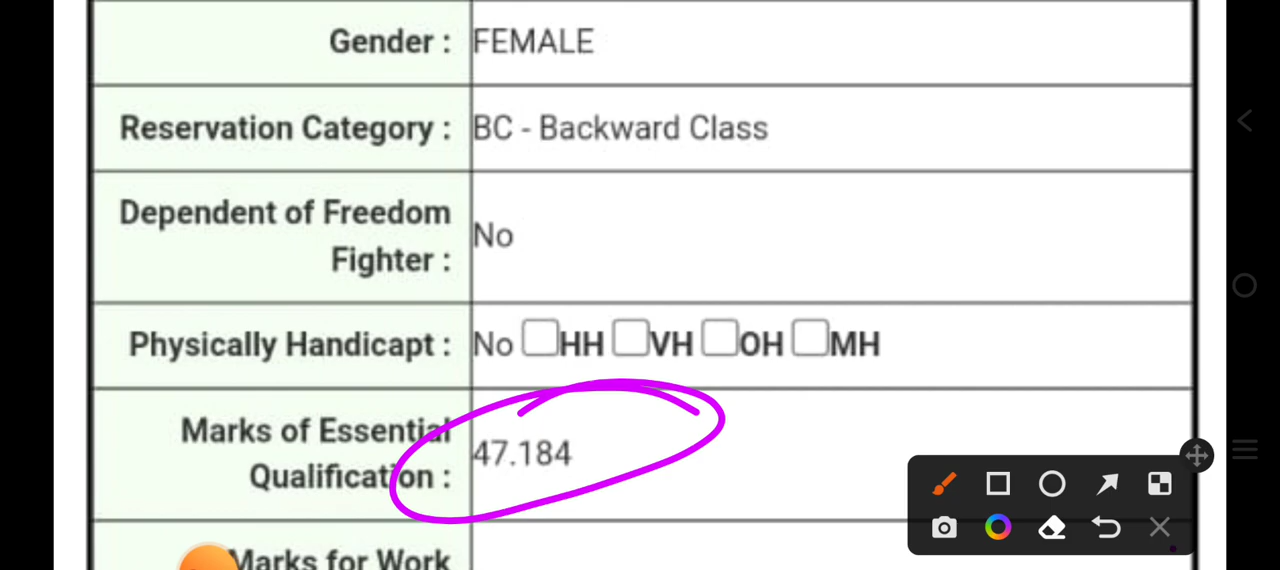 Gender : FEMALE
Reservation Category : BC - Backward Class
Dependent of Freedom
Fighter : No
Physically Handicapt : No HH VH OH MH
Marks of Essential
Qualification : 47.184
Marks for Work